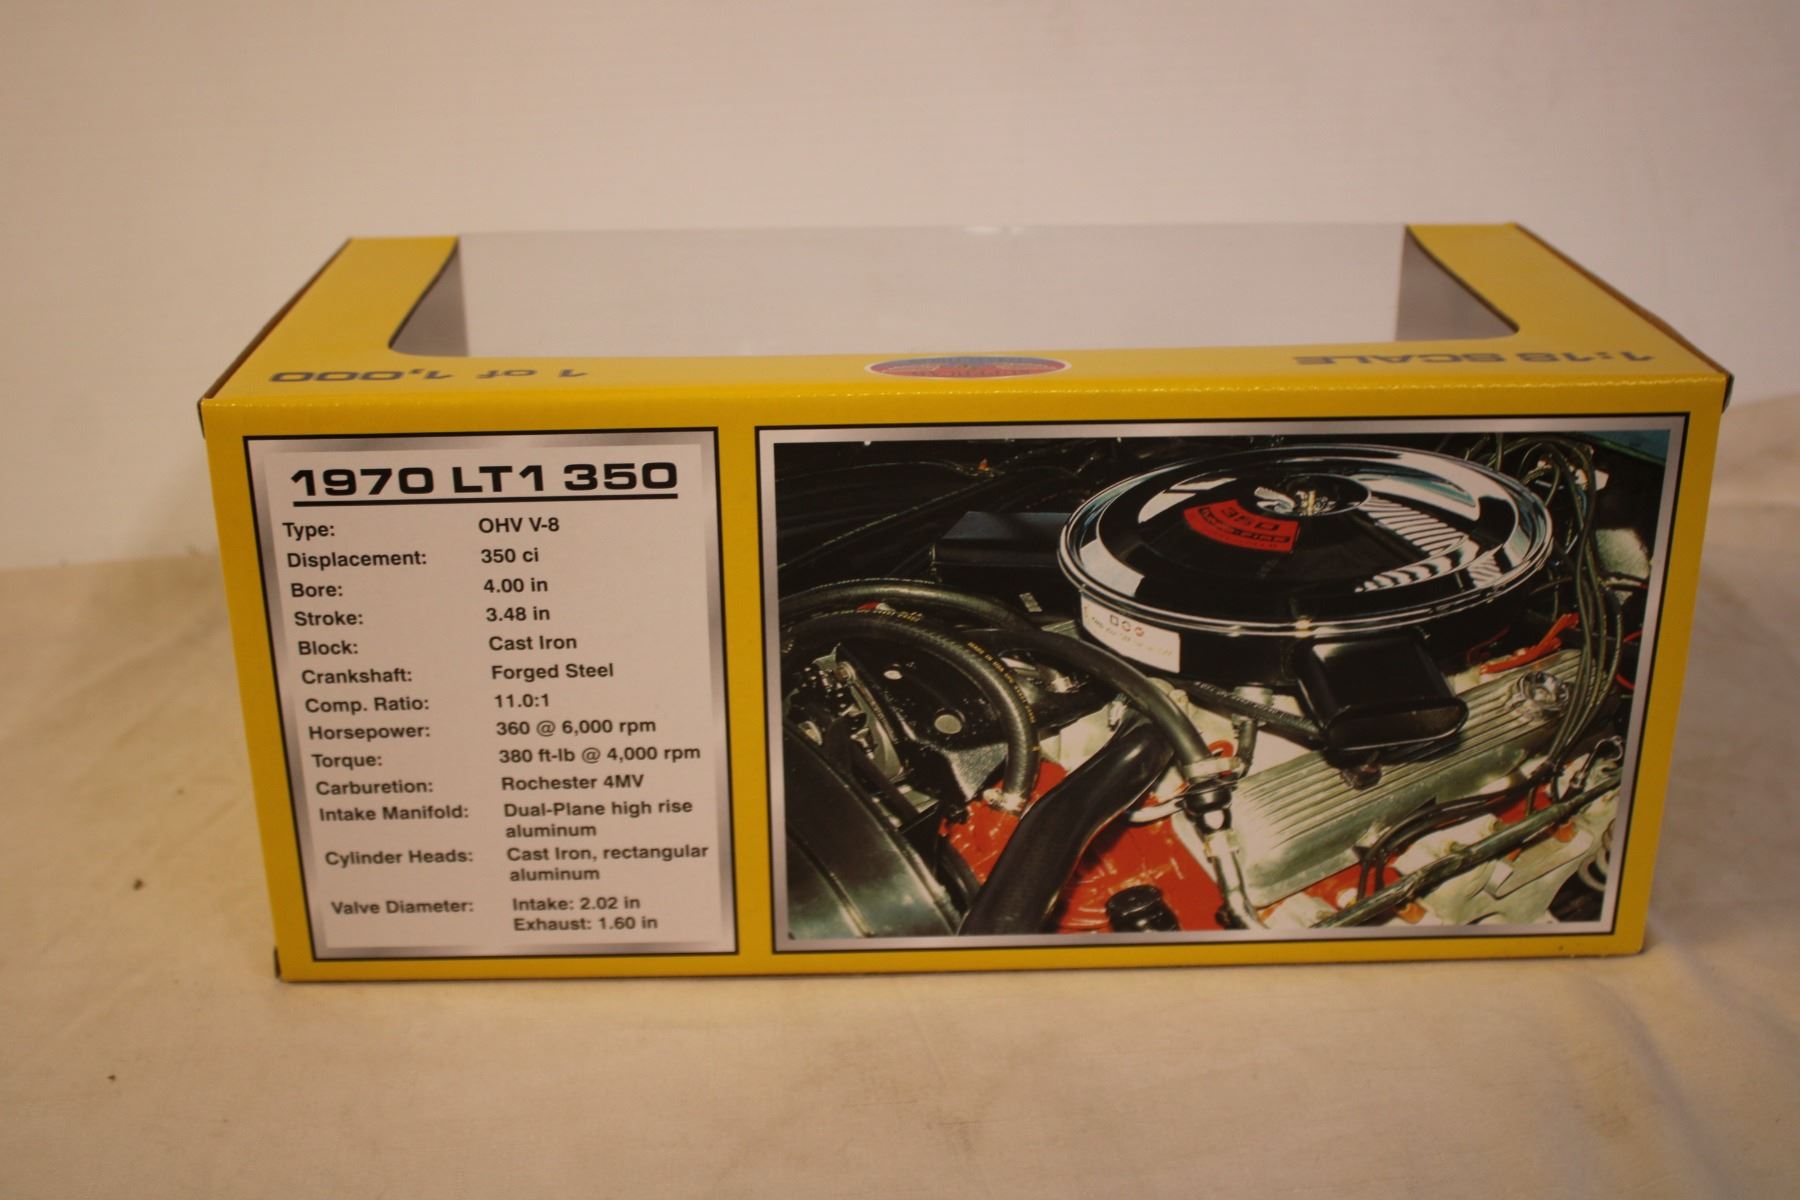 1:18 SCALE
1 of 1,000
1970 LT1 350
Type: OHV V-8
Displacement: 350 ci
Bore: 4.00 in
Stroke: 3.48 in
Block: Cast Iron
Crankshaft: Forged Steel
Comp. Ratio: 11.0:1
Horsepower: 360 @ 6,000 rpm
Torque: 380 ft-lb @ 4,000 rpm
Carburetion: Rochester 4MV
Intake Manifold: Dual-Plane high rise
aluminum
Cylinder Heads: Cast Iron, rectangular
aluminum
Valve Diameter: Intake: 2.02 in
Exhaust: 1.60 in
350
TURBO-FIRE